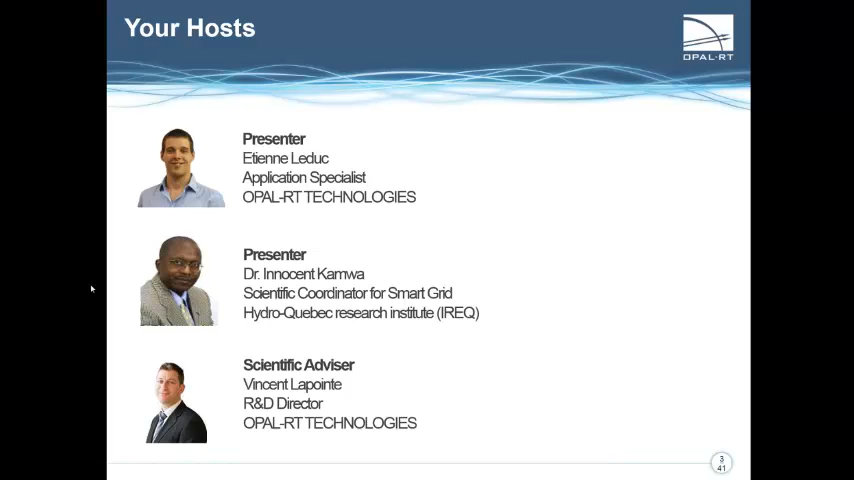 Your Hosts
OPAL-RT
Presenter
Etienne Leduc
Application Specialist
OPAL-RT TECHNOLOGIES
Presenter
Dr. Innocent Kamwa
Scientific Coordinator for Smart Grid
Hydro-Quebec research institute (IREQ)
Scientific Adviser
Vincent Lapointe
R&D Director
OPAL-RT TECHNOLOGIES
3
41